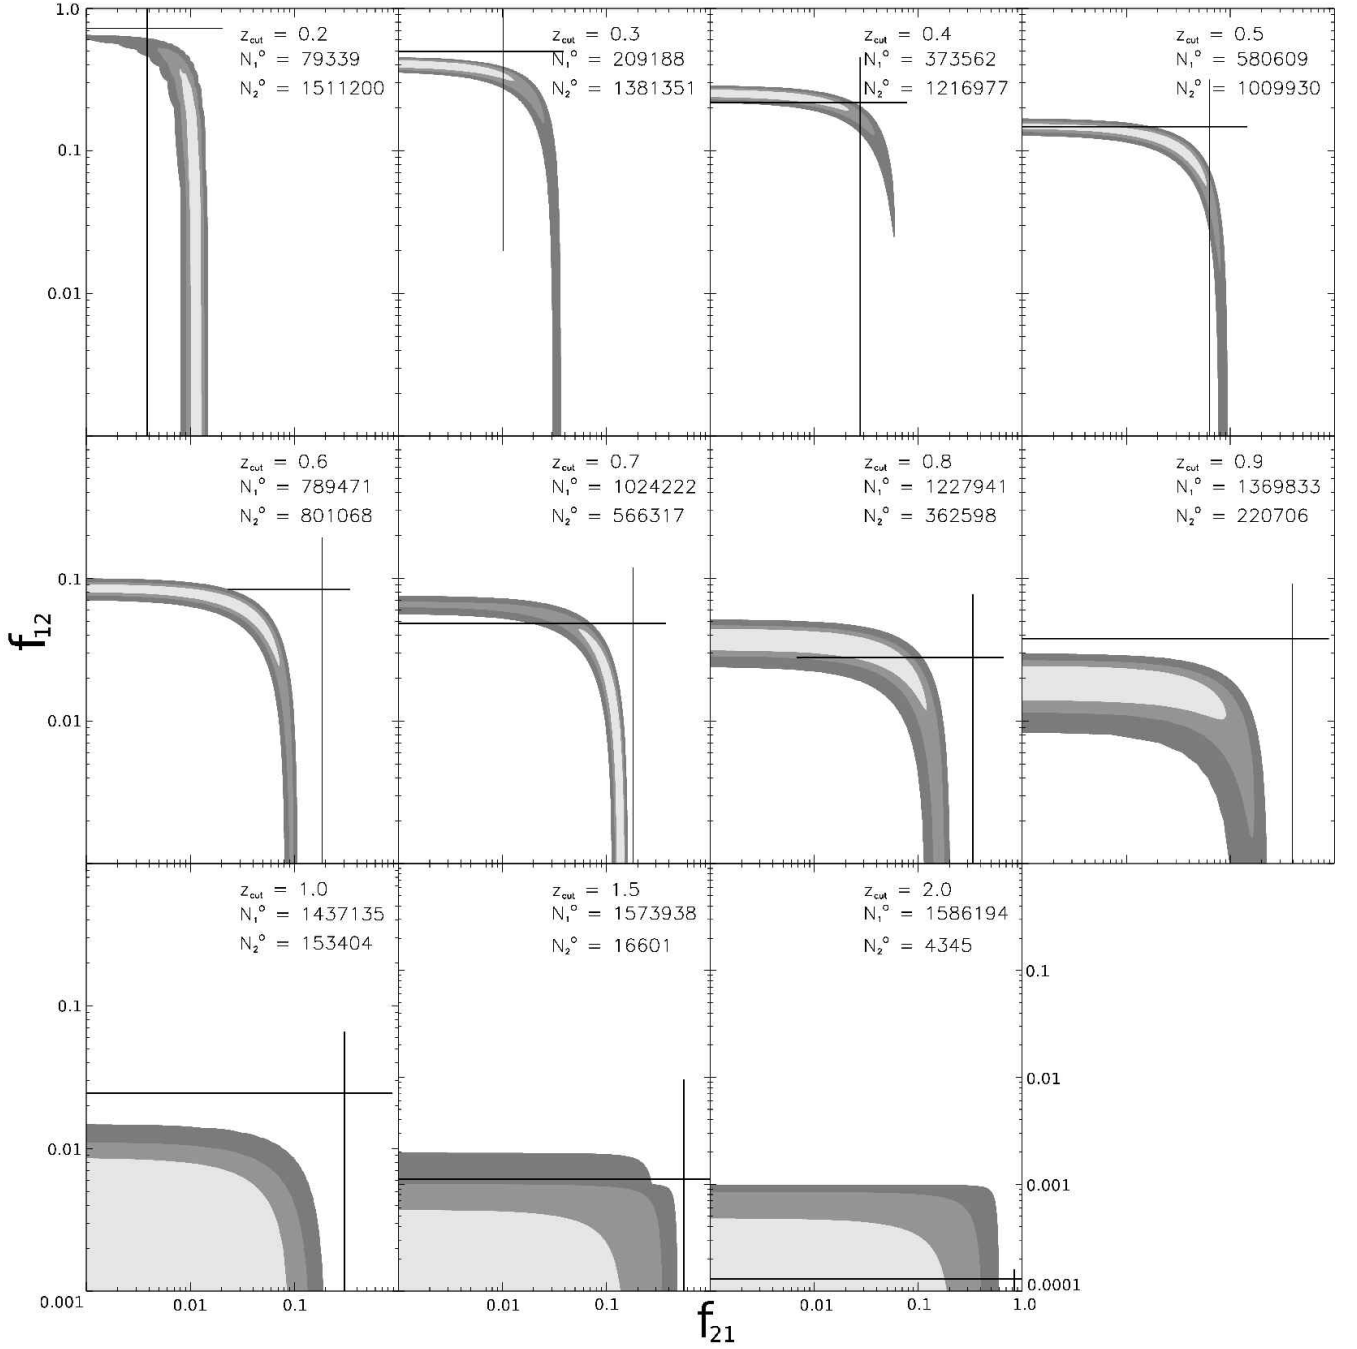 1.0
0.1
0.01
z_cut = 0.2
N_1^o = 79339
N_2^o = 1511200
z_cut = 0.3
N_1^o = 209188
N_2^o = 1381351
z_cut = 0.4
N_1^o = 373562
N_2^o = 1216977
z_cut = 0.5
N_1^o = 580609
N_2^o = 1009930
0.1
0.01
z_cut = 0.6
N_1^o = 789471
N_2^o = 801068
z_cut = 0.7
N_1^o = 1024222
N_2^o = 566317
z_cut = 0.8
N_1^o = 1227941
N_2^o = 362598
z_cut = 0.9
N_1^o = 1369833
N_2^o = 220706
f_12
0.1
0.01
0.001
z_cut = 1.0
N_1^o = 1437135
N_2^o = 153404
z_cut = 1.5
N_1^o = 1573938
N_2^o = 16601
z_cut = 2.0
N_1^o = 1586194
N_2^o = 4345
0.1
0.01
0.001
0.0001
0.01
0.1
0.01
0.1
0.01
0.1
1.0
f_21